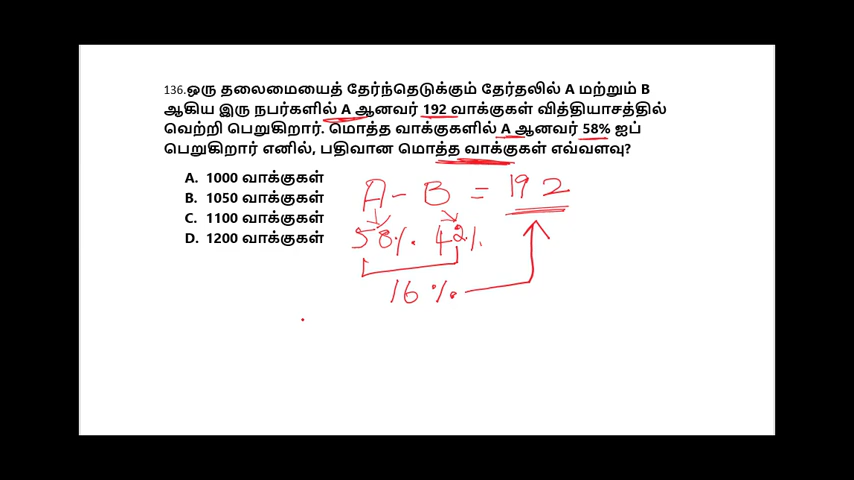 136.ஒரு தலைமையைத் தேர்ந்தெடுக்கும் தேர்தலில் A மற்றும் B
ஆகிய இரு நபர்களில் A ஆனவர் 192 வாக்குகள் வித்தியாசத்தில்
வெற்றி பெறுகிறார். மொத்த வாக்குகளில் A ஆனவர் 58% ஐப்
பெறுகிறார் எனில், பதிவான மொத்த வாக்குகள் எவ்வளவு?
A. 1000 வாக்குகள்
B. 1050 வாக்குகள்
C. 1100 வாக்குகள்
D. 1200 வாக்குகள்
A - B = 192
58%. 42%.
16%